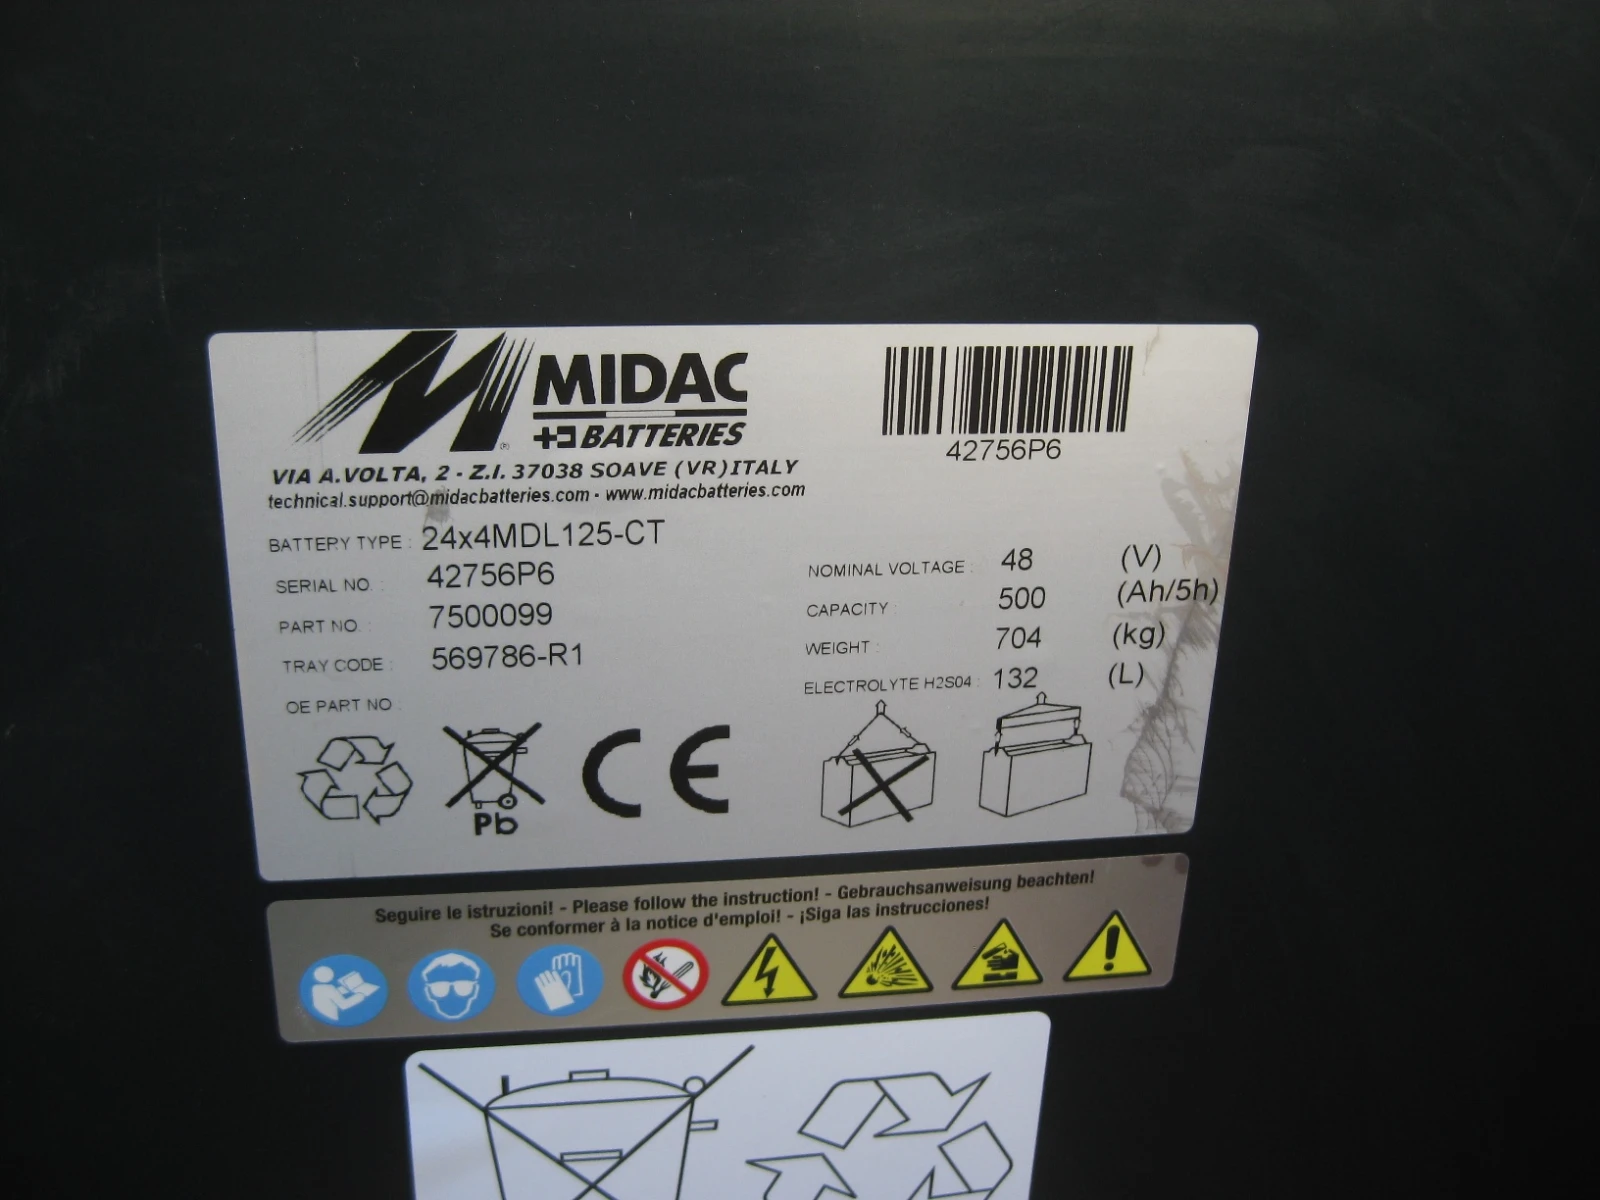 MIDAC
BATTERIES
VIA A.VOLTA, 2 - Z.I. 37038 SOAVE (VR) ITALY
technical.support@midacbatteries.com - www.midacbatteries.com
42756P6
BATTERY TYPE : 24x4MDL125-CT
SERIAL NO. : 42756P6
PART NO. : 7500099
TRAY CODE : 569786-R1
OE PART NO :
NOMINAL VOLTAGE : 48 (V)
CAPACITY : 500 (Ah/5h)
WEIGHT : 704 (kg)
ELECTROLYTE H2S04 : 132 (L)
Pb
CE
Seguire le istruzioni! - Please follow the instruction! - Gebrauchsanweisung beachten!
Se conformer à la notice d'emploi! - ¡Siga las instrucciones!